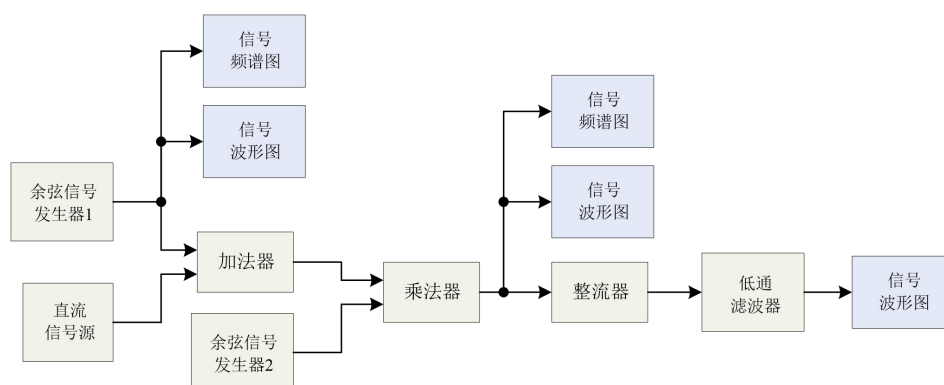 信号
频谱图
信号
波形图
余弦信号
发生器1
加法器
直流
信号源
余弦信号
发生器2
乘法器
信号
频谱图
信号
波形图
整流器
低通
滤波器
信号
波形图